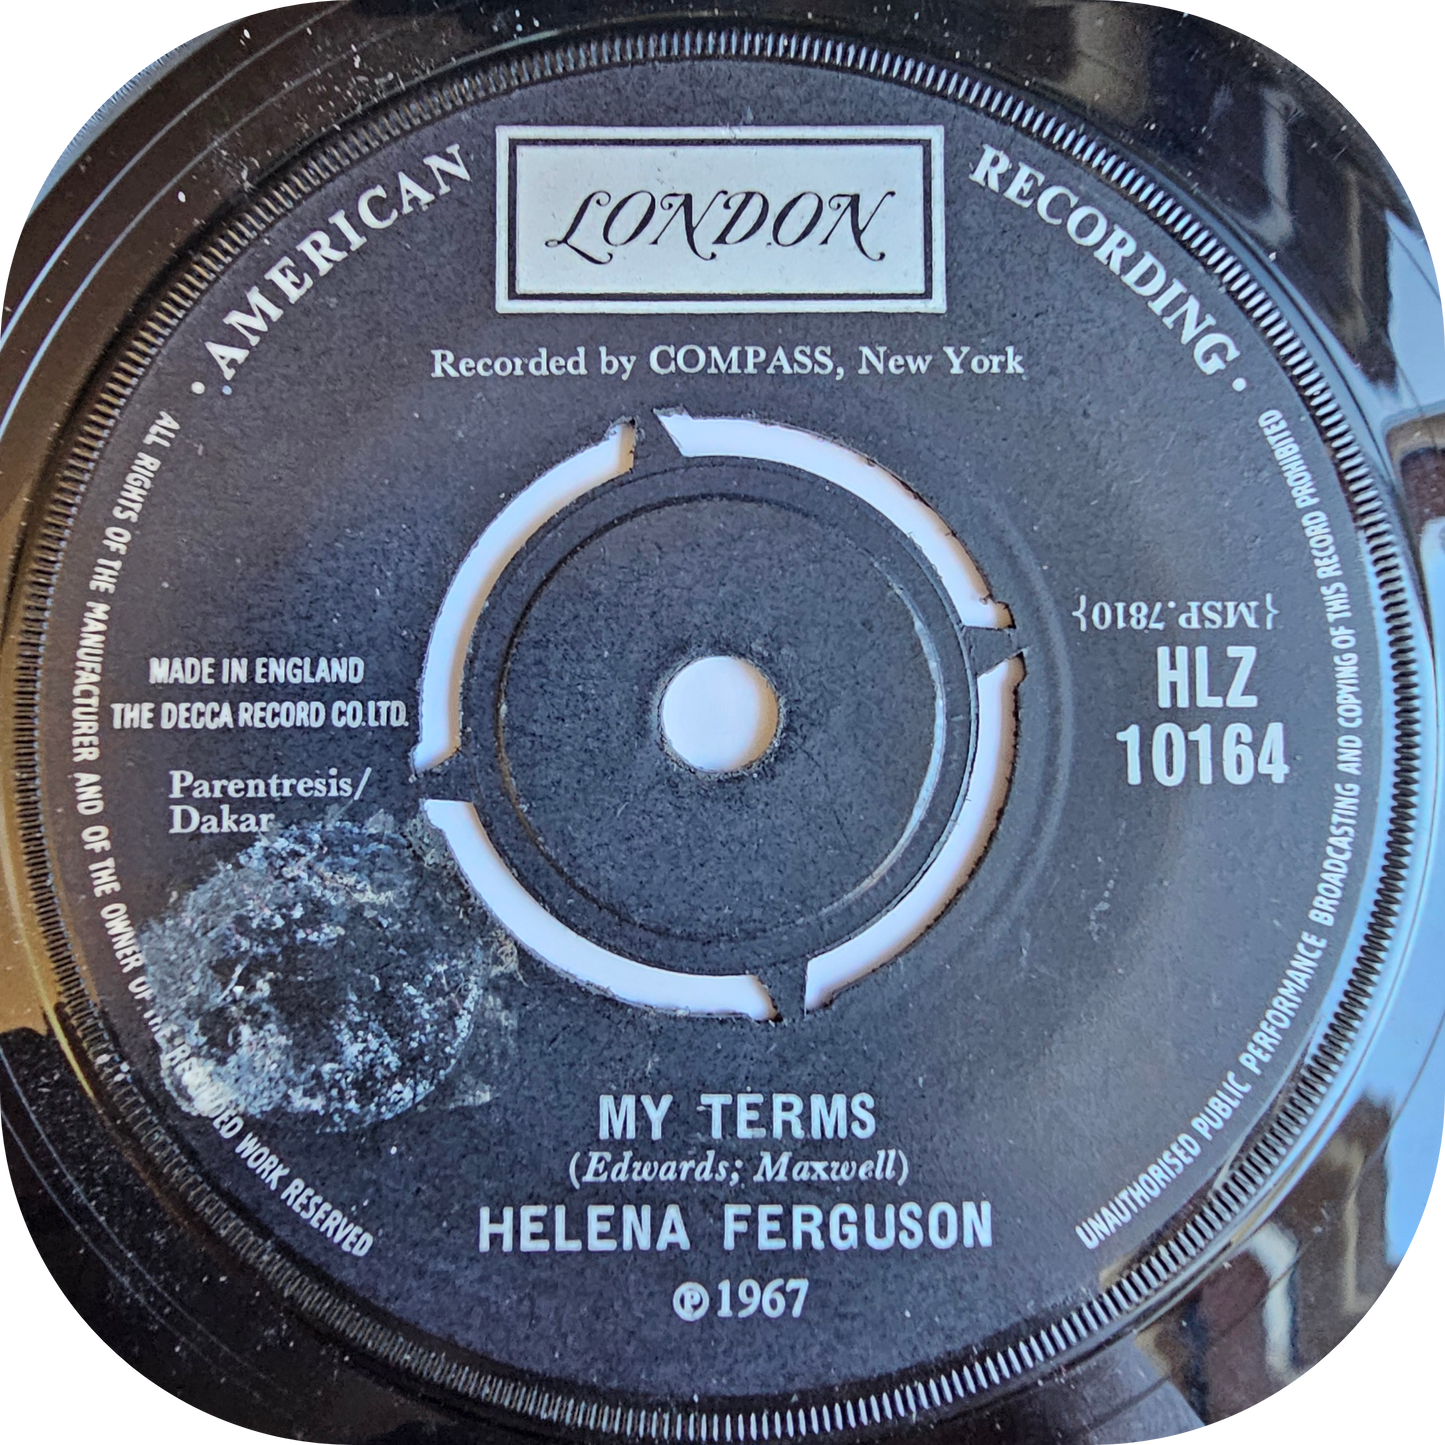 AMERICAN RECORDING
LONDON
Recorded by COMPASS, New York
{MSP.7810}
HLZ
10164
MADE IN ENGLAND
THE DECCA RECORD CO.LTD.
Parentresis/
Dakar
MY TERMS
(Edwards; Maxwell)
HELENA FERGUSON
℗1967
ALL RIGHTS OF THE MANUFACTURER AND OF THE OWNER OF THE RECORDED WORK RESERVED
UNAUTHORISED PUBLIC PERFORMANCE BROADCASTING AND COPYING OF THIS RECORD PROHIBITED